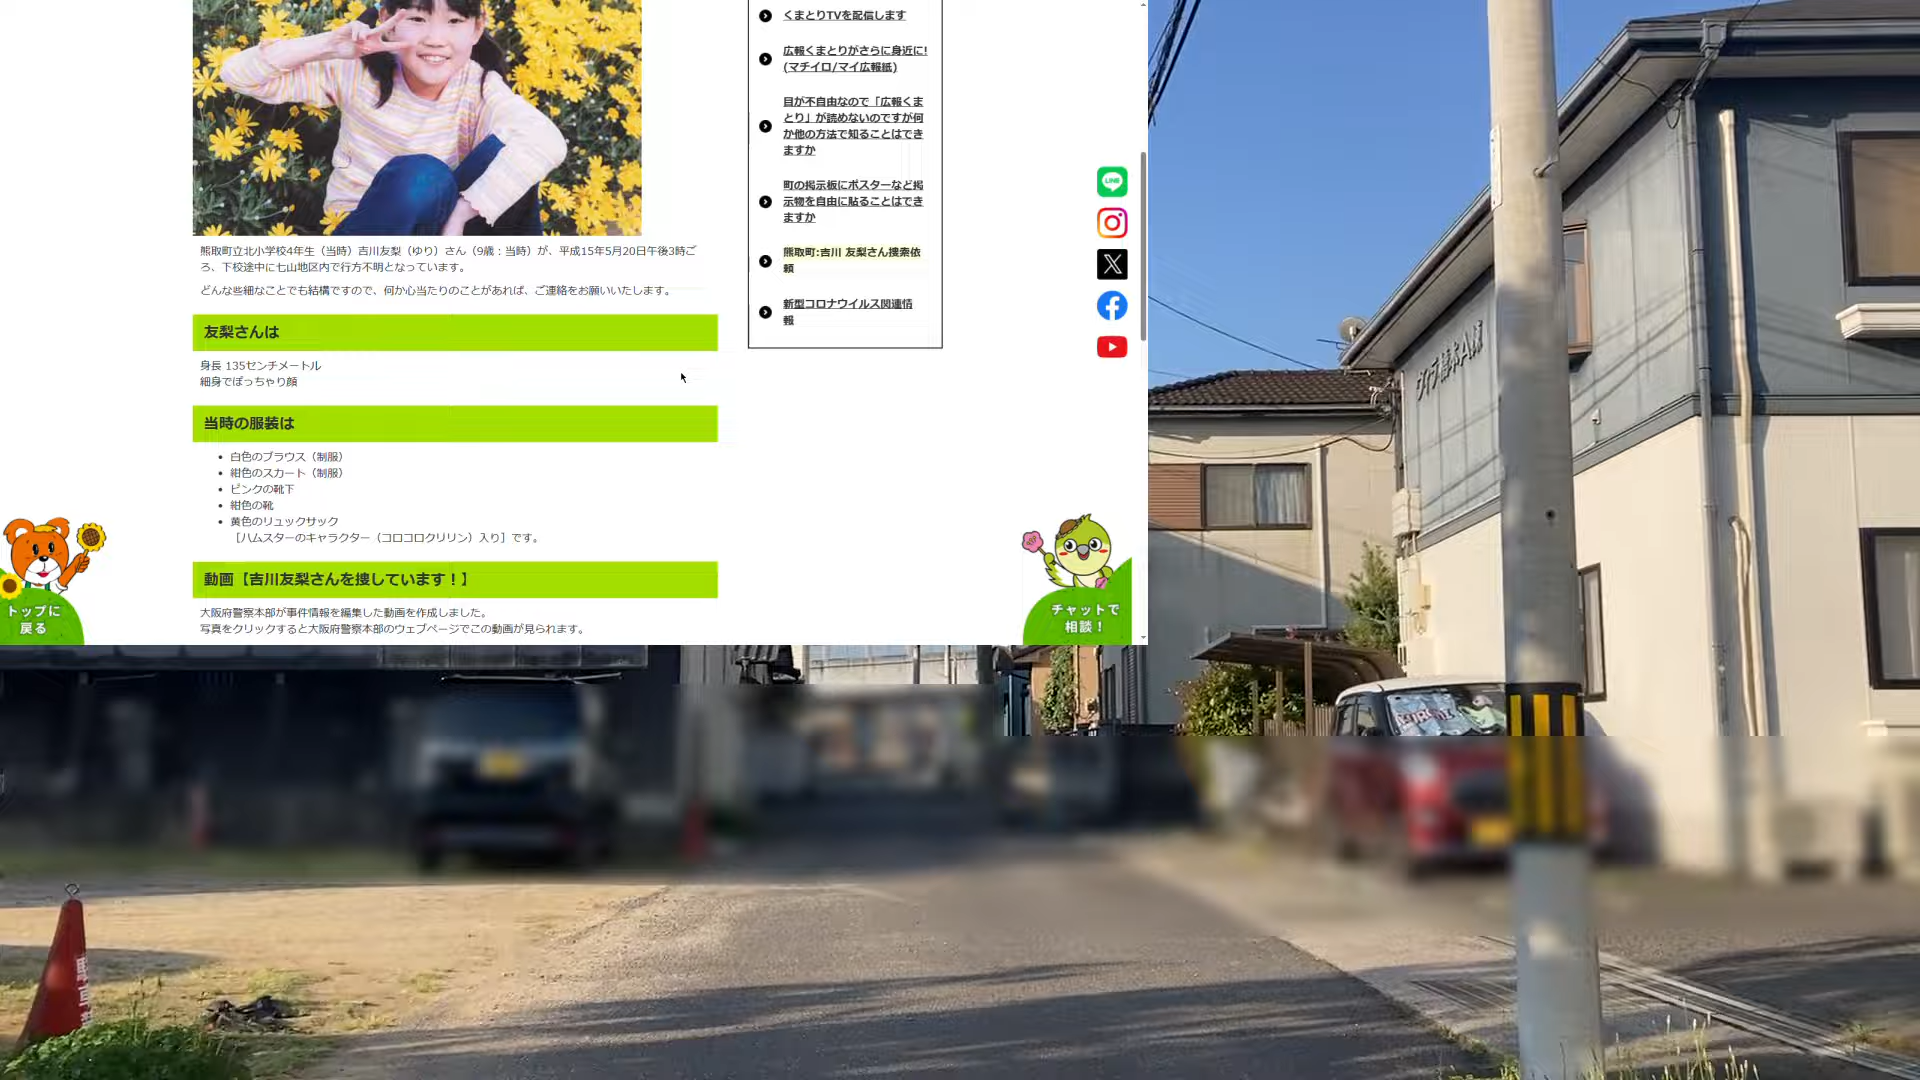 熊取町立北小学校4年生（当時）吉川友梨（ゆり）さん（9歳：当時）が、平成15年5月20日午後3時ご
ろ、下校途中に七山地区内で行方不明となっています。
どんな些細なことでも結構ですので、何か心当たりのことがあれば、ご連絡をお願いいたします。
友梨さんは
身長 135センチメートル
細身でぽっちゃり顔
当時の服装は
白色のブラウス（制服）
紺色のスカート（制服）
ピンクの靴下
紺色の靴
黄色のリュックサック
［ハムスターのキャラクター（コロコロクリリン）入り］です。
動画【吉川友梨さんを捜しています！】
大阪府警察本部が事件情報を編集した動画を作成しました。
写真をクリックすると大阪府警察本部のウェブページでこの動画が見られます。
くまとりTVを配信します
広報くまとりがさらに身近に!
(マチイロ/マイ広報紙)
目が不自由なので「広報くま
とり」が読めないのですが何
か他の方法で知ることはでき
ますか
町の掲示板にポスターなど掲
示物を自由に貼ることはでき
ますか
熊取町:吉川 友梨さん捜索依
頼
新型コロナウイルス関連情
報
LINE
トップに
戻る
チャットで
相談！